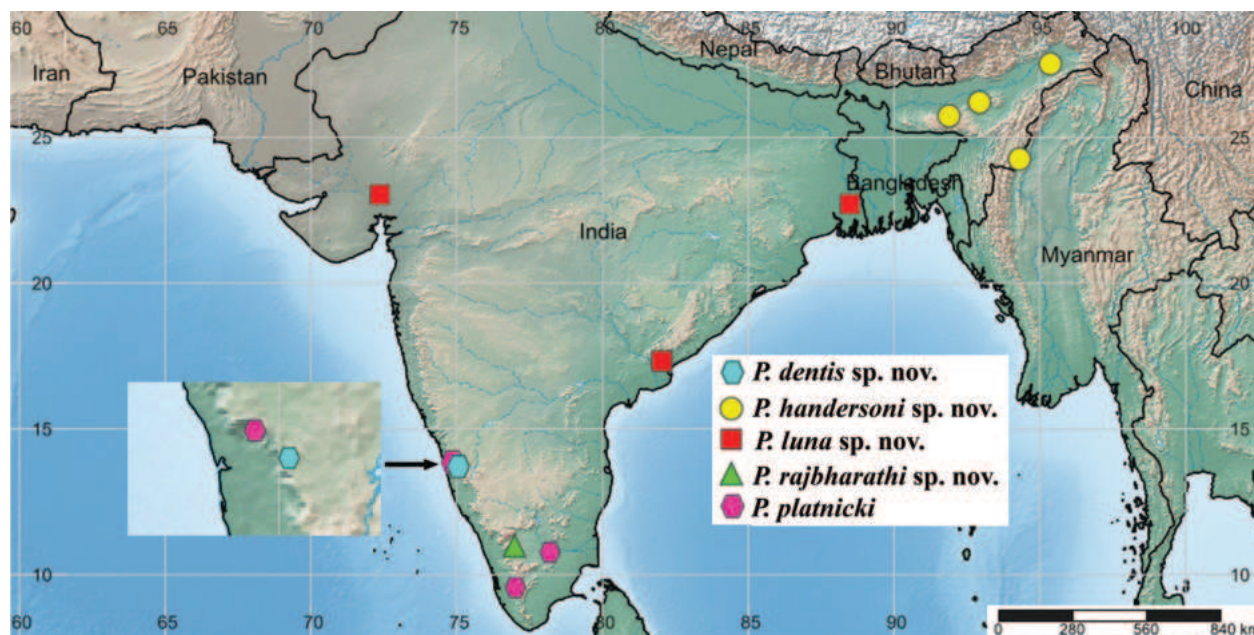 60 65 70 75 80 85 90 95 100
Nepal
Bhutan
Iran
Pakistan
China
25 25
Bangladesh
India
Myanmar
20 20
P. dentis sp. nov.
P. handersoni sp. nov.
P. luna sp. nov.
P. rajbharathi sp. nov.
P. platnicki
15 15
10 10
60 65 70 75 80 85 90
0 280 560 840 km